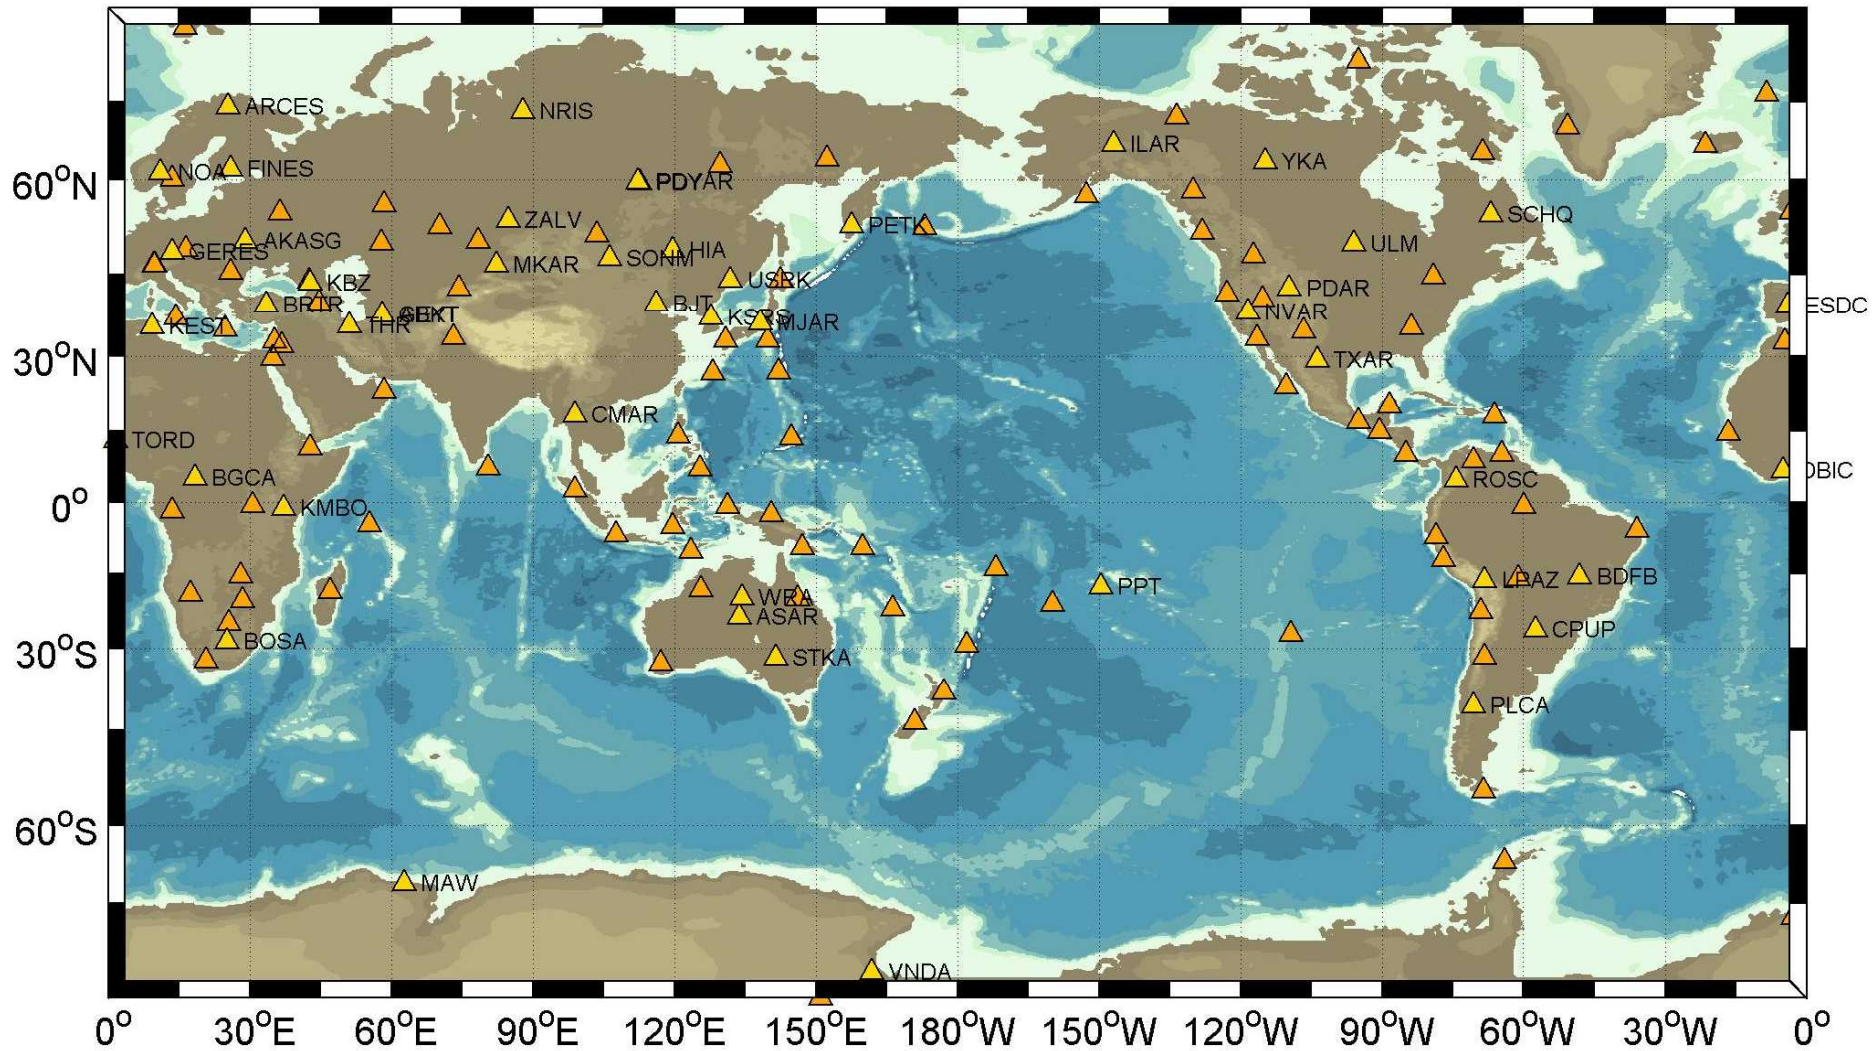 ARCES
NRIS
ILAR
YKA
NOA
FINES
PDYAR
60°N
ZALV
PETK
SCHQ
AKASG
GERES
HIA
SONM
MKAR
ULM
KBZ
USRK
PDAR
BRTR
BJT
ESDC
KEST
THR
GEYT
KSRS
MJAR
NVAR
30°N
TXAR
CMAR
TORD
BGCA
ROSC
DBIC
0°
KMBO
LPAZ
BDFB
PPT
WRA
ASAR
CPUP
BOSA
STKA
30°S
PLCA
60°S
MAW
VNDA
0° 30°E 60°E 90°E 120°E 150°E 180°W 150°W 120°W 90°W 60°W 30°W 0°